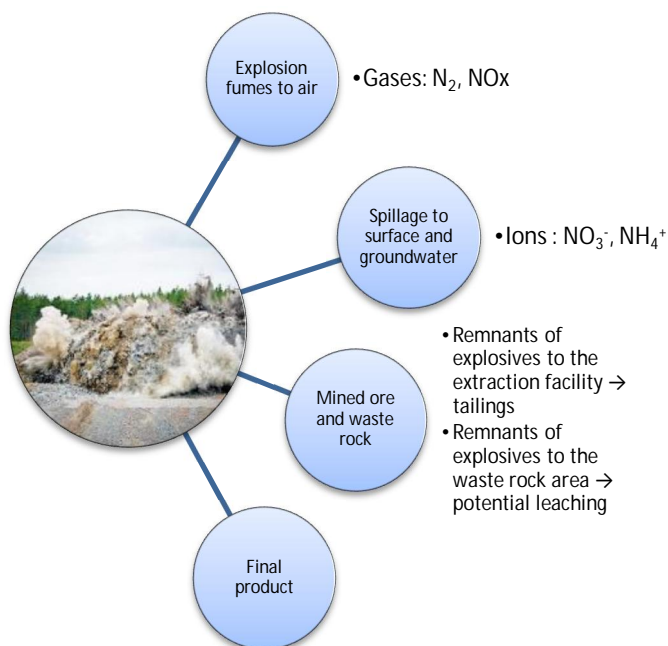 Explosion
fumes to air
•Gases: N₂, NOx
Spillage to
surface and
groundwater
•Ions : NO₃⁻, NH₄⁺
•Remnants of
explosives to the
extraction facility →
tailings
•Remnants of
explosives to the
waste rock area →
potential leaching
Mined ore
and waste
rock
Final
product